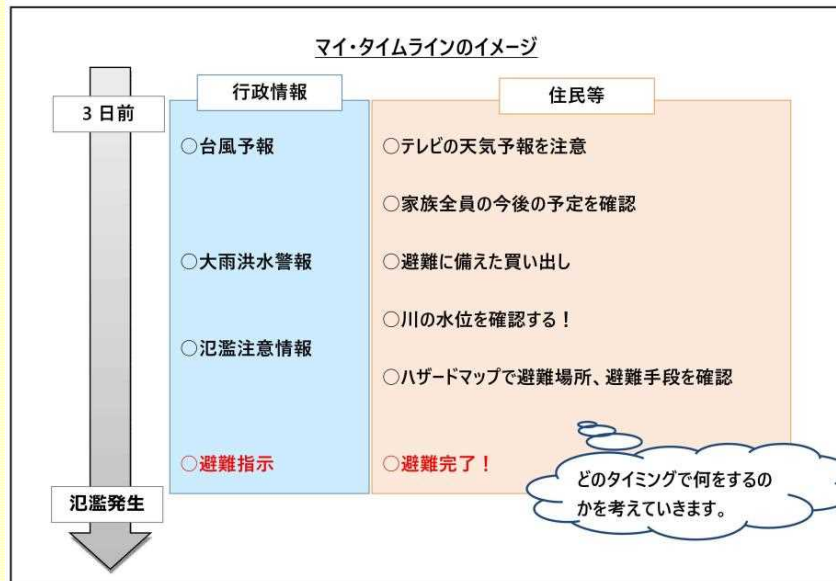 マイ・タイムラインのイメージ
3 日前
行政情報
住民等
○台風予報
○テレビの天気予報を注意
○家族全員の今後の予定を確認
○大雨洪水警報
○避難に備えた買い出し
○川の水位を確認する！
○氾濫注意情報
○ハザードマップで避難場所、避難手段を確認
○避難指示
○避難完了！
どのタイミングで何をするの
かを考えていきます。
氾濫発生